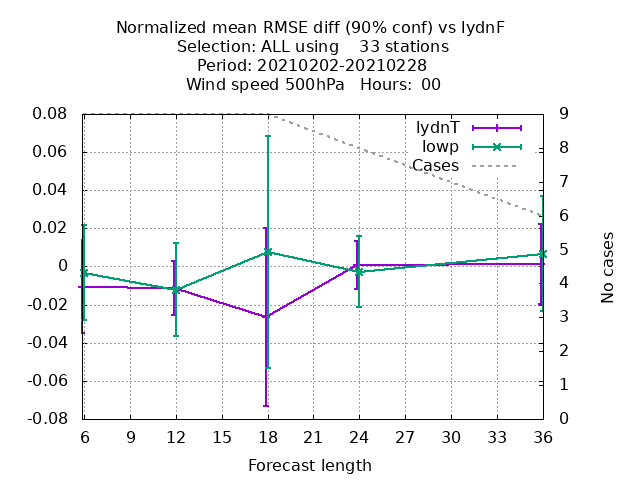 Normalized mean RMSE diff (90% conf) vs lydnF
Selection: ALL using    33 stations
Period: 20210202-20210228
Wind speed 500hPa   Hours:  00
0.08
0.06
0.04
0.02
0
-0.02
-0.04
-0.06
-0.08
9
8
7
6
5
4
3
2
1
0
lydnT
lowp
Cases
No cases
6 9 12 15 18 21 24 27 30 33 36
Forecast length